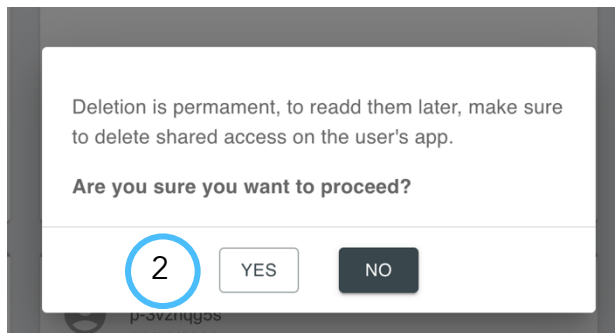 Deletion is permament, to readd them later, make sure
to delete shared access on the user's app.
Are you sure you want to proceed?
2
YES
NO